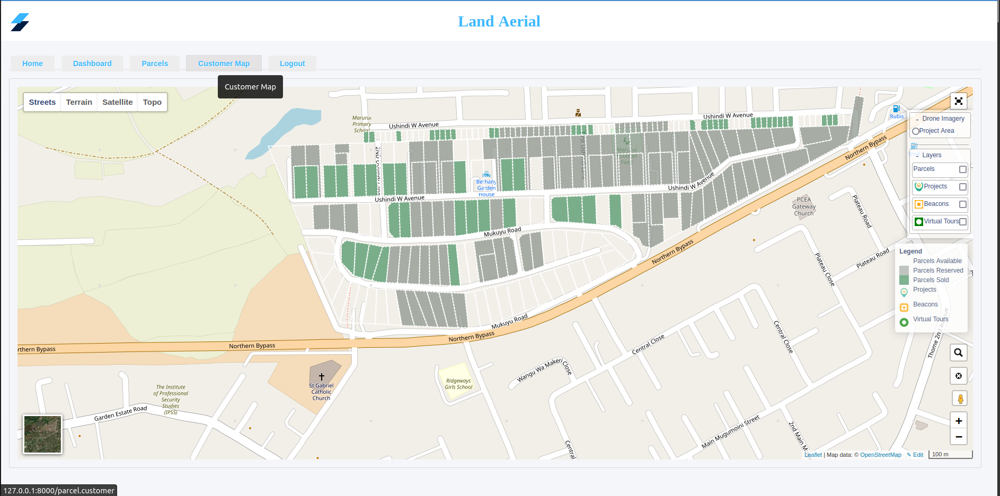 Land Aerial
Home
Dashboard
Parcels
Customer Map
Logout
Customer Map
Streets
Terrain
Satellite
Topo
Marurui
Primary
School
Ushindi W Avenue
Ushindi W Avenue
Rubis
- Drone Imagery
Project Area
- Layers
Parcels
Projects
Beacons
Virtual Tours
Northern Bypass
Marurui
Football
Field
Bethany
Garden
House
Ushindi W Avenue
Ushindi W Avenue
PCEA
Gateway
Church
Plateau Road
Mukuyu Road
Northern Bypass
Plateau Close
Plateau Road
Legend
Parcels Available
Parcels Reserved
Parcels Sold
Projects
Beacons
Virtual Tours
Mukuyu Road
Northern Bypass
Northern Bypass
rthern Bypass
Central Close
Central Close
Thome 2nd Avenue
Wangu Wa Makeri Close
St Gabriel
Catholic
Church
Ridgeways
Girls School
The Institute
of Professional
Security
Studies
(IPSS)
Garden Estate Road
Main Mugumoini Street
2nd Main M
Central
+
−
Leaflet | Map data: © OpenStreetMap ✎ Edit
100 m
127.0.0.1:8000/parcel.customer